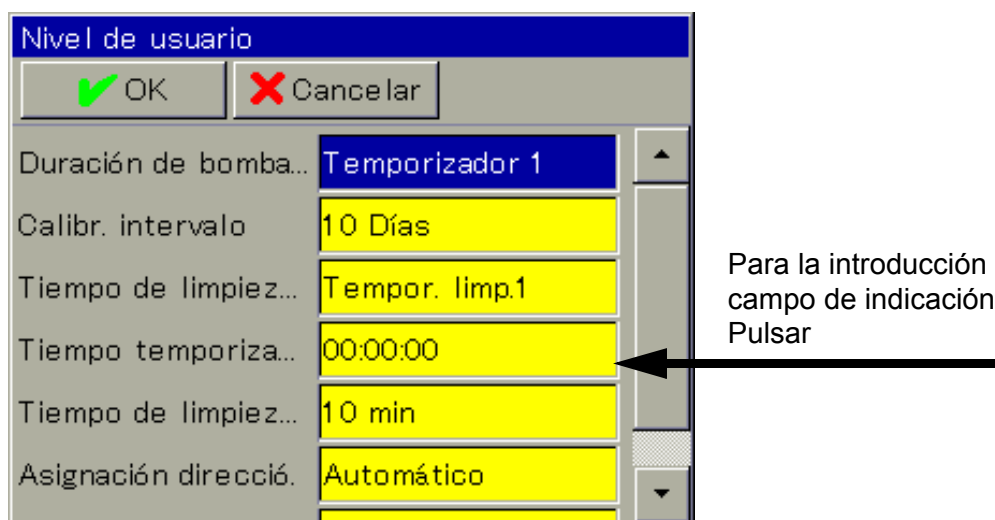 Nivel de usuario
OK Cancelar
Duración de bomba... Temporizador 1
Calibr. intervalo 10 Días
Tiempo de limpiez... Tempor. limp.1
Tiempo temporiza... 00:00:00
Tiempo de limpiez... 10 min
Asignación direcció. Automático
Para la introducción
campo de indicación
Pulsar